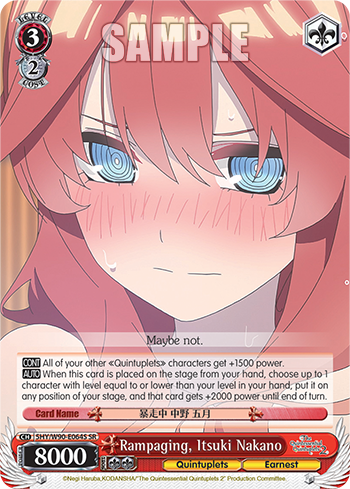 LEVEL
3
SAMPLE
2
COST
Maybe not.
CONT All of your other «Quintuplets» characters get +1500 power.
AUTO When this card is placed on the stage from your hand, choose up to 1
character with level equal to or lower than your level in your hand, put it on
any position of your stage, and that card gets +2000 power until end of turn.
Card Name 暴走中 中野 五月
CH 5HY/W90-E064S SR
Rampaging, Itsuki Nakano
POWER
8000
Quintuplets
Earnest
©Negi Haruba,KODANSHA/"The Quintessential Quintuplets 2" Production Committee.